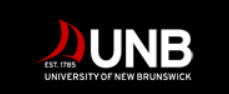 UNB
EST. 1785
UNIVERSITY OF NEW BRUNSWICK